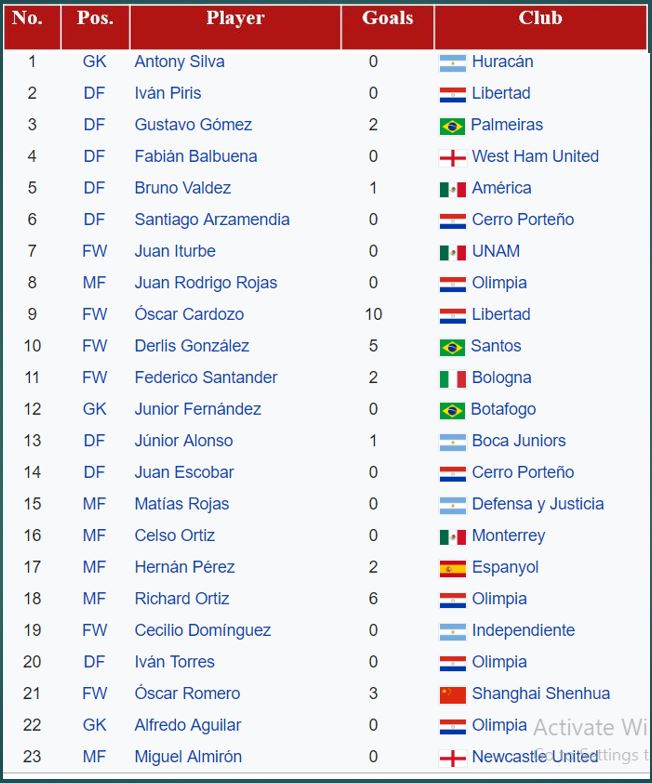 No. Pos. Player Goals Club
1 GK Antony Silva 0 Huracán
2 DF Iván Piris 0 Libertad
3 DF Gustavo Gómez 2 Palmeiras
4 DF Fabián Balbuena 0 West Ham United
5 DF Bruno Valdez 1 América
6 DF Santiago Arzamendia 0 Cerro Porteño
7 FW Juan Iturbe 0 UNAM
8 MF Juan Rodrigo Rojas 0 Olimpia
9 FW Óscar Cardozo 10 Libertad
10 FW Derlis González 5 Santos
11 FW Federico Santander 2 Bologna
12 GK Junior Fernández 0 Botafogo
13 DF Júnior Alonso 1 Boca Juniors
14 DF Juan Escobar 0 Cerro Porteño
15 MF Matías Rojas 0 Defensa y Justicia
16 MF Celso Ortiz 0 Monterrey
17 MF Hernán Pérez 2 Espanyol
18 MF Richard Ortiz 6 Olimpia
19 FW Cecilio Domínguez 0 Independiente
20 DF Iván Torres 0 Olimpia
21 FW Óscar Romero 3 Shanghai Shenhua
22 GK Alfredo Aguilar 0 Olimpia
Activate Wi
23 MF Miguel Almirón 0 Newcastle United
Go to Settings t